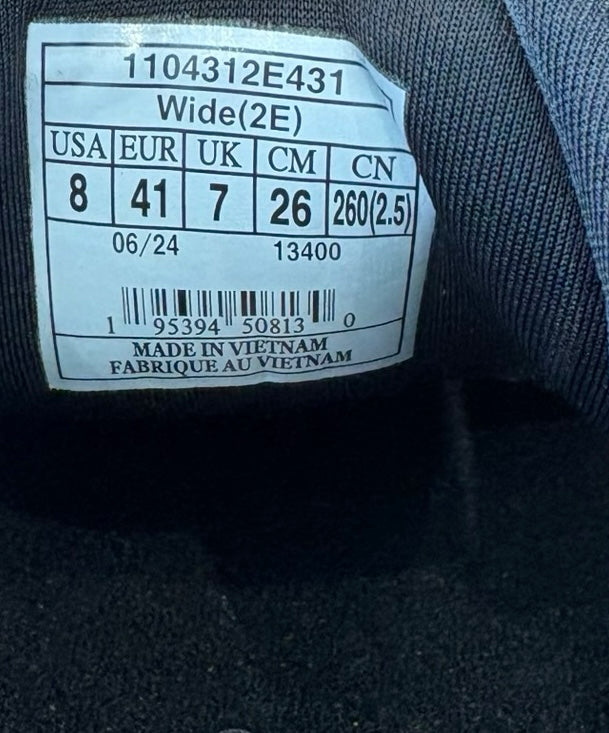 1104312E431
Wide(2E)
USA EUR UK CM CN
8 41 7 26 260(2.5)
06/24 13400
1 95394 50813 0
MADE IN VIETNAM
FABRIQUE AU VIETNAM